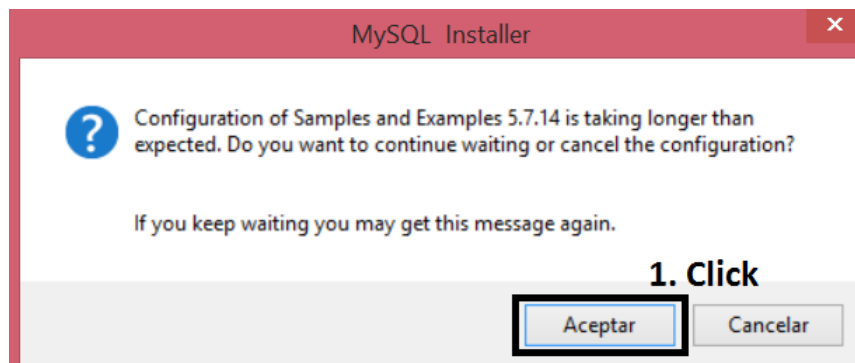 MySQL Installer
Configuration of Samples and Examples 5.7.14 is taking longer than
expected. Do you want to continue waiting or cancel the configuration?
If you keep waiting you may get this message again.
1. Click
Aceptar Cancelar